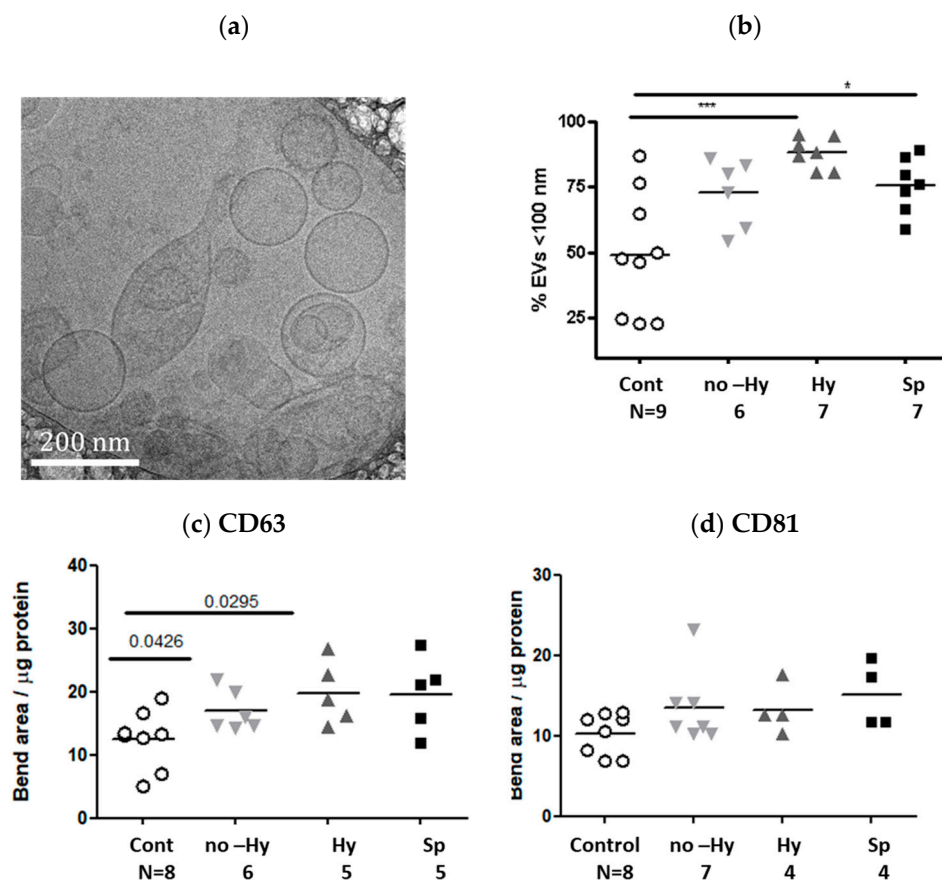 (a)
200 nm
(b)
*
***
% EVs <100 nm
100
75
50
25
Cont no –Hy Hy Sp
N=9 6 7 7
(c) CD63
Bend area / µg protein
40
30
20
10
0
0.0295
0.0426
Cont no –Hy Hy Sp
N=8 6 5 5
(d) CD81
Bend area / µg protein
30
20
10
0
Control no –Hy Hy Sp
N=8 7 4 4